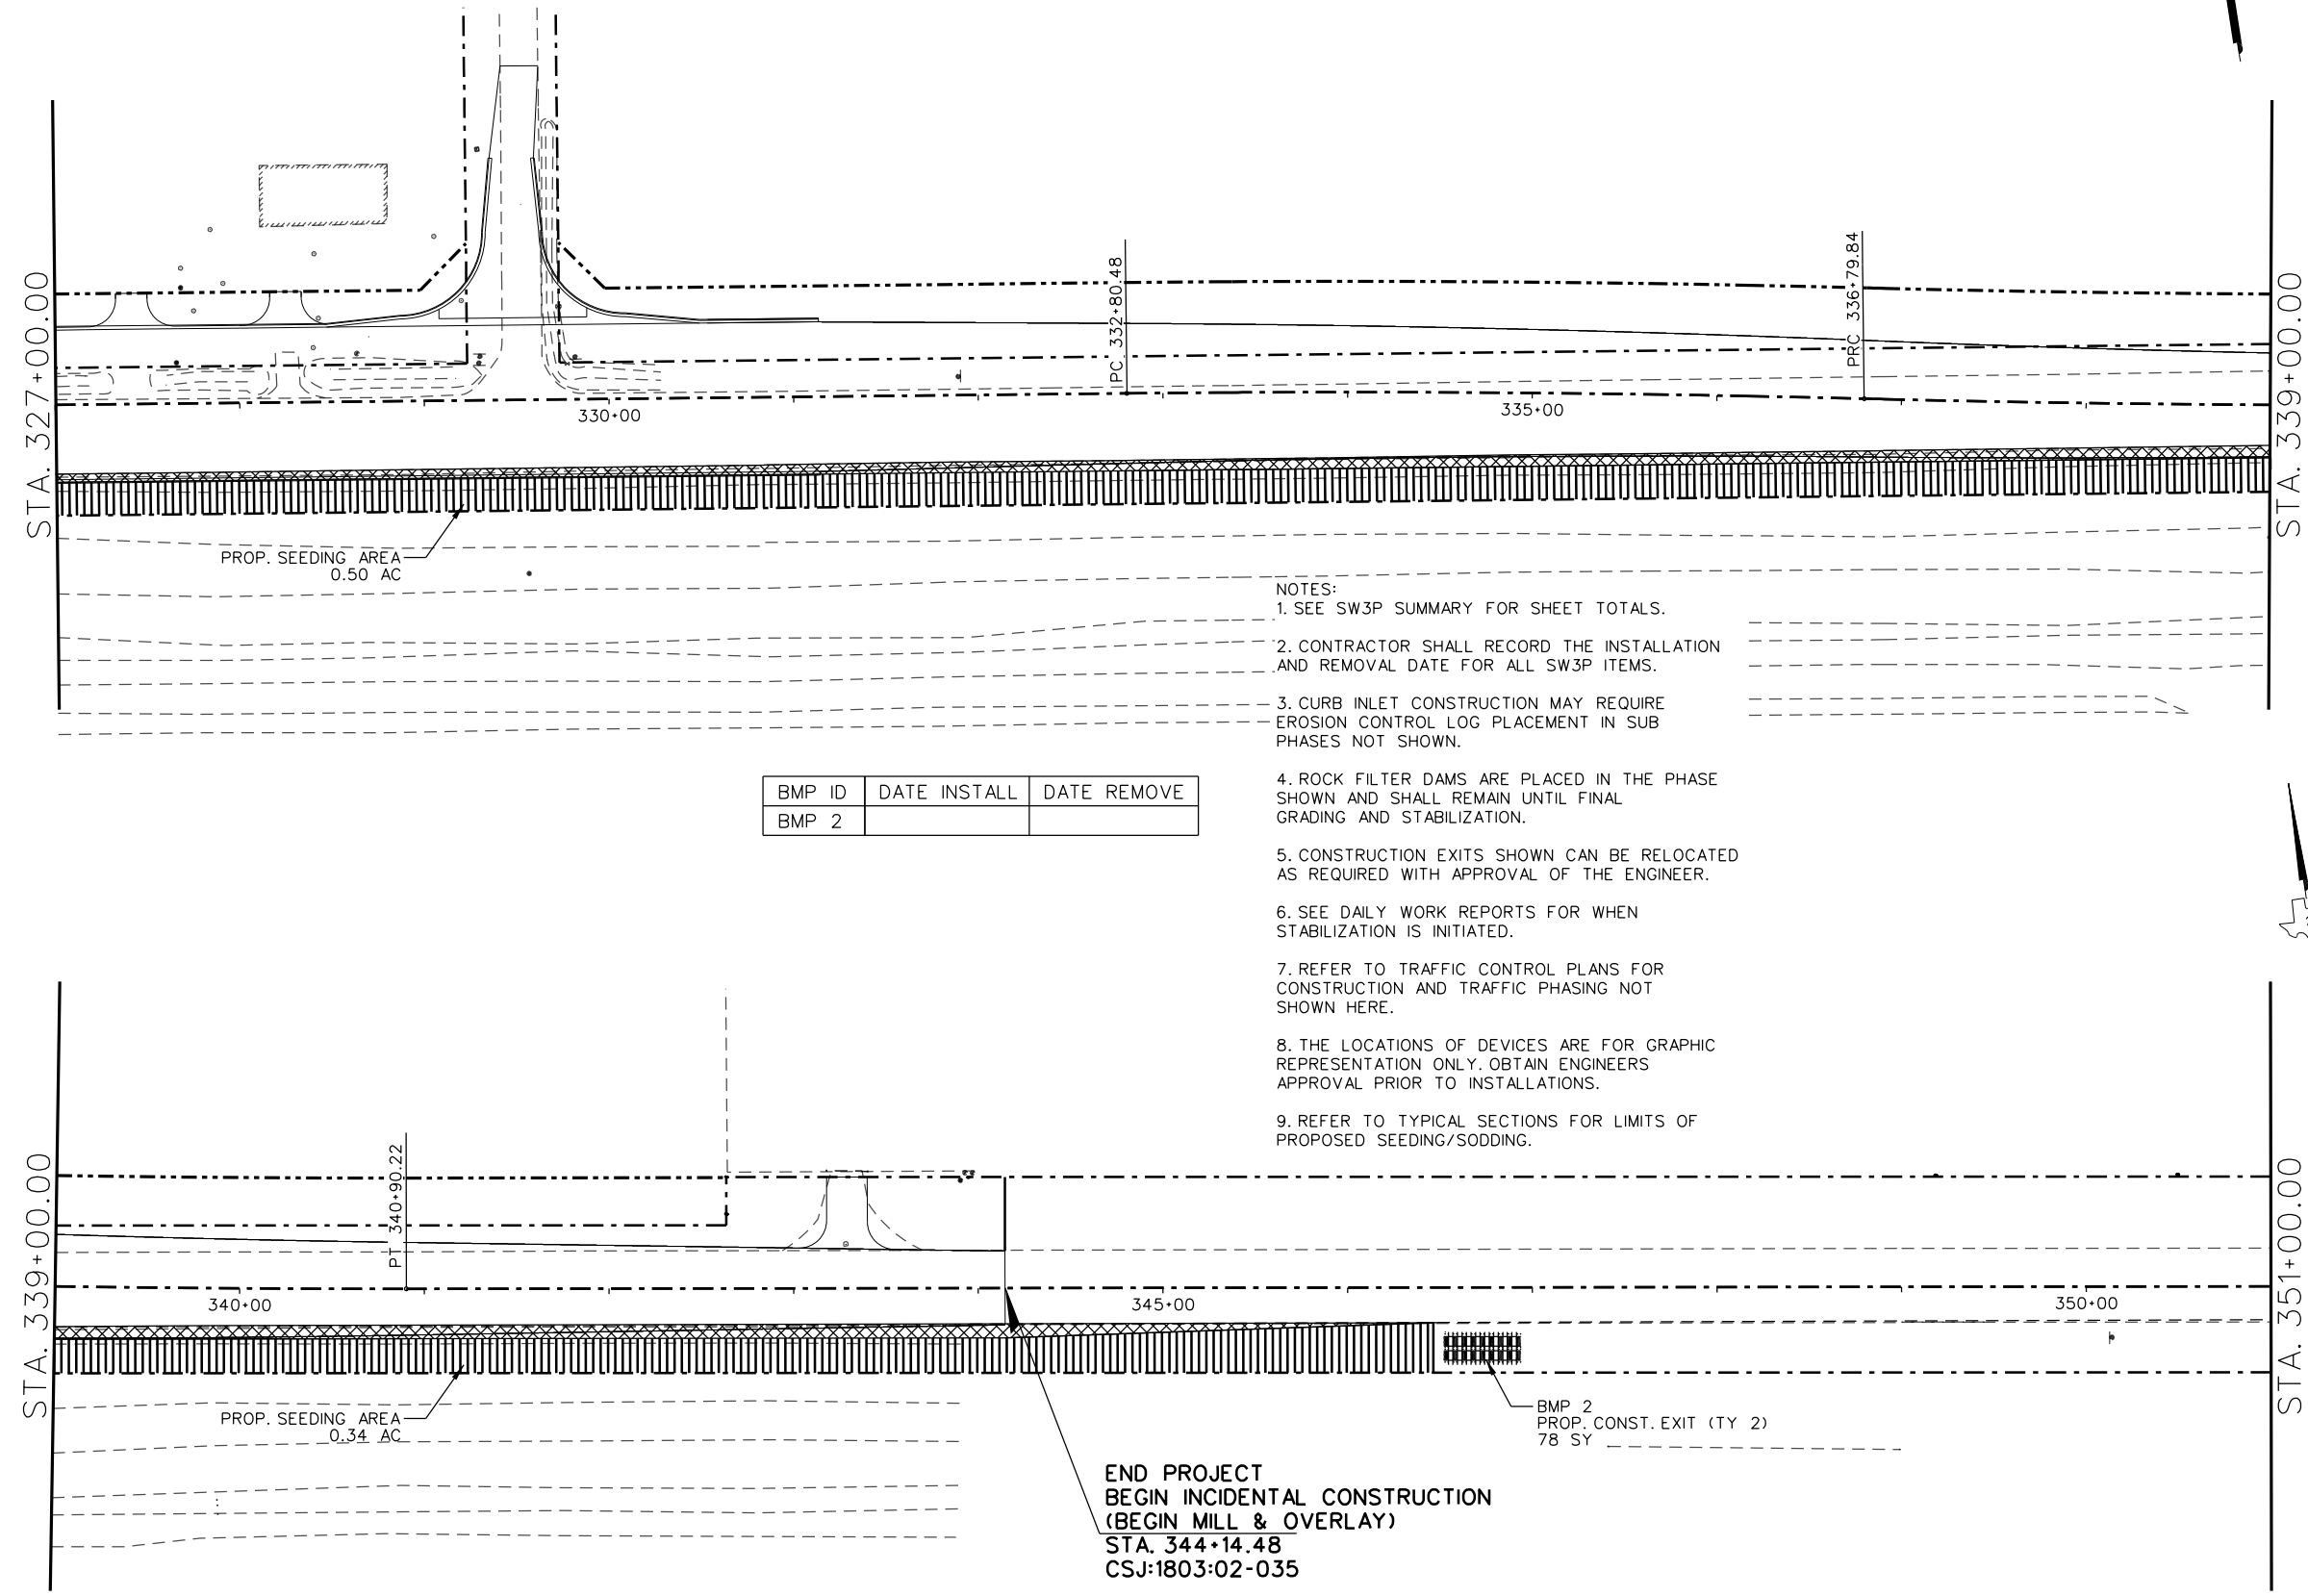 STA. 327+00.00
330+00
PC 332+80.48
335+00
PRC 336+79.84
STA. 339+00.00
PROP. SEEDING AREA
0.50 AC
NOTES:
1. SEE SW3P SUMMARY FOR SHEET TOTALS.
2. CONTRACTOR SHALL RECORD THE INSTALLATION
AND REMOVAL DATE FOR ALL SW3P ITEMS.
3. CURB INLET CONSTRUCTION MAY REQUIRE
EROSION CONTROL LOG PLACEMENT IN SUB
PHASES NOT SHOWN.
4. ROCK FILTER DAMS ARE PLACED IN THE PHASE
SHOWN AND SHALL REMAIN UNTIL FINAL
GRADING AND STABILIZATION.
5. CONSTRUCTION EXITS SHOWN CAN BE RELOCATED
AS REQUIRED WITH APPROVAL OF THE ENGINEER.
6. SEE DAILY WORK REPORTS FOR WHEN
STABILIZATION IS INITIATED.
7. REFER TO TRAFFIC CONTROL PLANS FOR
CONSTRUCTION AND TRAFFIC PHASING NOT
SHOWN HERE.
8. THE LOCATIONS OF DEVICES ARE FOR GRAPHIC
REPRESENTATION ONLY. OBTAIN ENGINEERS
APPROVAL PRIOR TO INSTALLATIONS.
9. REFER TO TYPICAL SECTIONS FOR LIMITS OF
PROPOSED SEEDING/SODDING.
BMP ID DATE INSTALL DATE REMOVE
BMP 2
STA. 339+00.00
340+00
PT 340+90.22
345+00
350+00
STA. 351+00.00
PROP. SEEDING AREA
0.34 AC
BMP 2
PROP. CONST. EXIT (TY 2)
78 SY
END PROJECT
BEGIN INCIDENTAL CONSTRUCTION
(BEGIN MILL & OVERLAY)
STA. 344+14.48
CSJ:1803:02-035